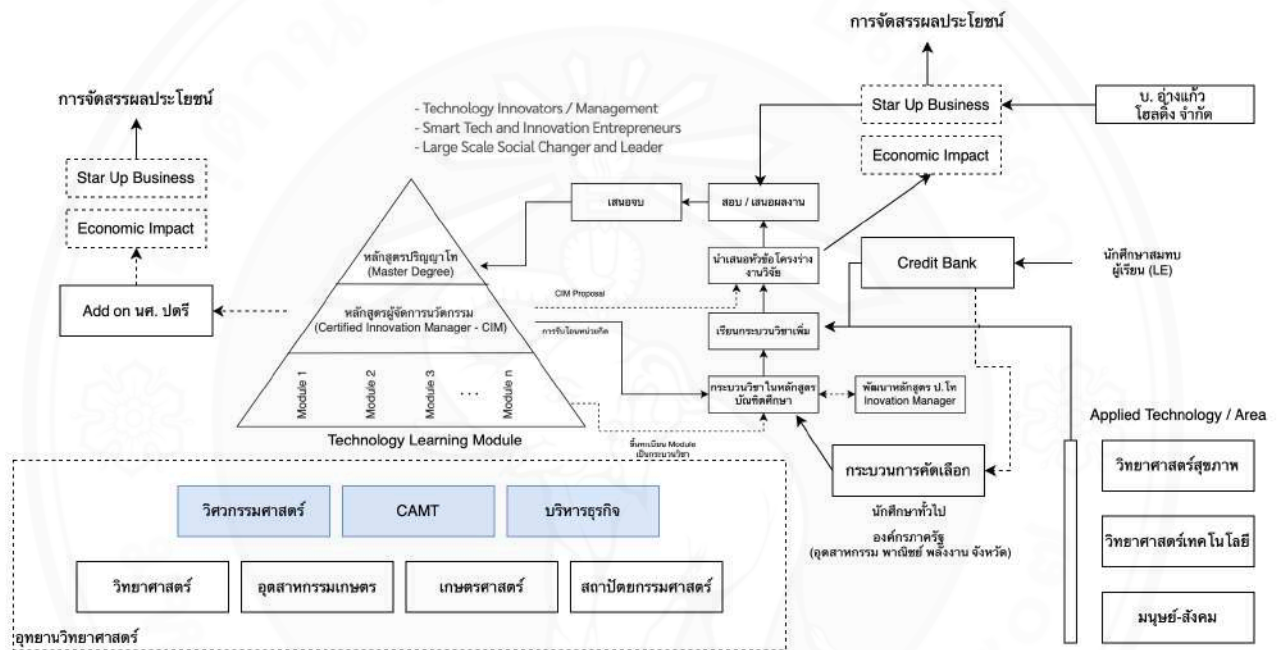 การจัดสรรผลประโยชน์
การจัดสรรผลประโยชน์
- Technology Innovators / Management
- Smart Tech and Innovation Entrepreneurs
- Large Scale Social Changer and Leader
Star Up Business
บ. อ่างแก้ว
โฮลดิ้ง จำกัด
Economic Impact
Star Up Business
Economic Impact
Add on นศ. ปตรี
เสนอจบ
สอบ / เสนอผลงาน
นำเสนอหัวข้อโครงร่าง
งานวิจัย
Credit Bank
นักศึกษาสมทบ
ผู้เรียน (LE)
หลักสูตรปริญญาโท
(Master Degree)
CIM Proposal
หลักสูตรผู้จัดการนวัตกรรม
(Certified Innovation Manager - CIM)
การรับโอนหน่วยกิต
เรียนกระบวนวิชาเพิ่ม
Module 1
Module 2
Module 3
...
Module n
กระบวนวิชาในหลักสูตร
บัณฑิตศึกษา
พัฒนาหลักสูตร ป.โท
Inovation Manager
Technology Learning Module
ขึ้นทะเบียน Module
เป็นกระบวนวิชา
กระบวนการคัดเลือก
นักศึกษาทั่วไป
องค์กรภาครัฐ
(อุตสาหกรรม พาณิชย์ พลังงาน จังหวัด)
Applied Technology / Area
วิทยาศาสตร์สุขภาพ
วิทยาศาสตร์เทคโนโลยี
มนุษย์-สังคม
วิศวกรรมศาสตร์
CAMT
บริหารธุรกิจ
วิทยาศาสตร์
อุตสาหกรรมเกษตร
เกษตรศาสตร์
สถาปัตยกรรมศาสตร์
อุทยานวิทยาศาสตร์